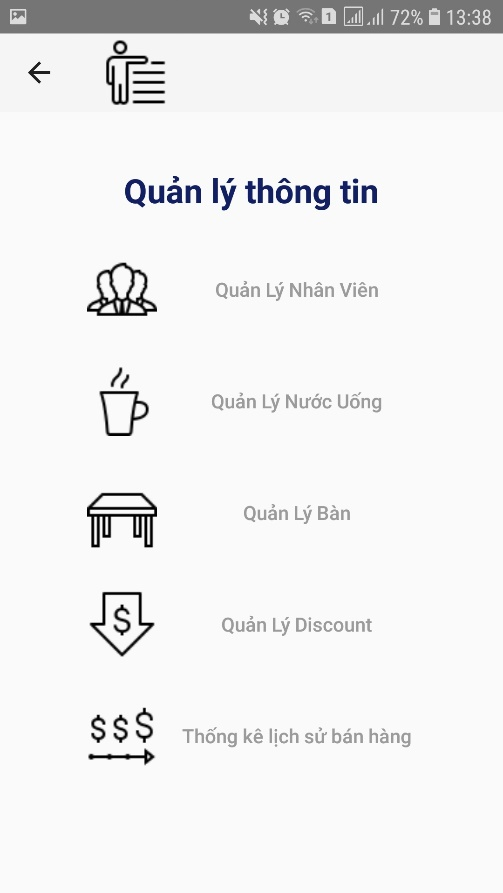 1 72% 13:38
Quản lý thông tin
Quản Lý Nhân Viên
Quản Lý Nước Uống
Quản Lý Bàn
$
Quản Lý Discount
$ $ $
Thống kê lịch sử bán hàng